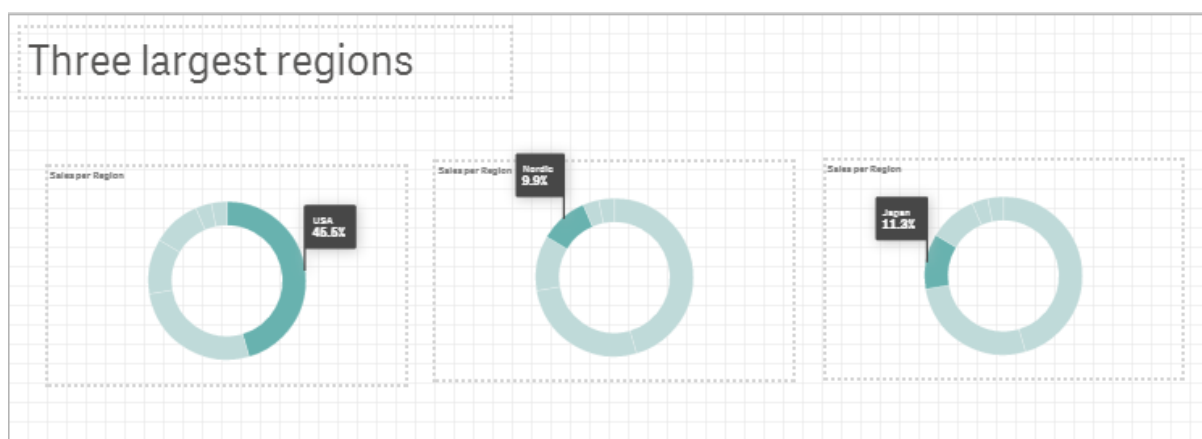 Three largest regions
Sales per Region
USA
45.5%
Sales per Region
Nordic
9.9%
Sales per Region
Japan
11.3%